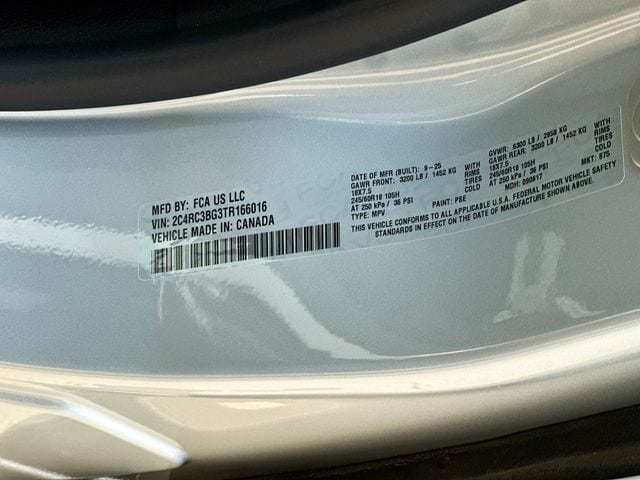 MFD BY: FCA US LLC
VIN: 2C4RC3BG3TR166016
VEHICLE MADE IN: CANADA
DATE OF MFR (BUILT): 9-25 GVWR: 6300 LB / 2858 KG
GAWR FRONT: 3200 LB / 1452 KG WITH GAWR REAR: 3200 LB / 1452 KG WITH
18X7.5 RIMS 18X7.5 RIMS
245/60R18 105H TIRES 245/60R18 105H TIRES
AT 250 kPa / 36 PSI COLD AT 250 kPa / 36 PSI COLD
TYPE: MPV PAINT: PSE MDH: 090817 MKT: 875
THIS VEHICLE CONFORMS TO ALL APPLICABLE U.S.A. FEDERAL MOTOR VEHICLE SAFETY
STANDARDS IN EFFECT ON THE DATE OF MANUFACTURE SHOWN ABOVE.